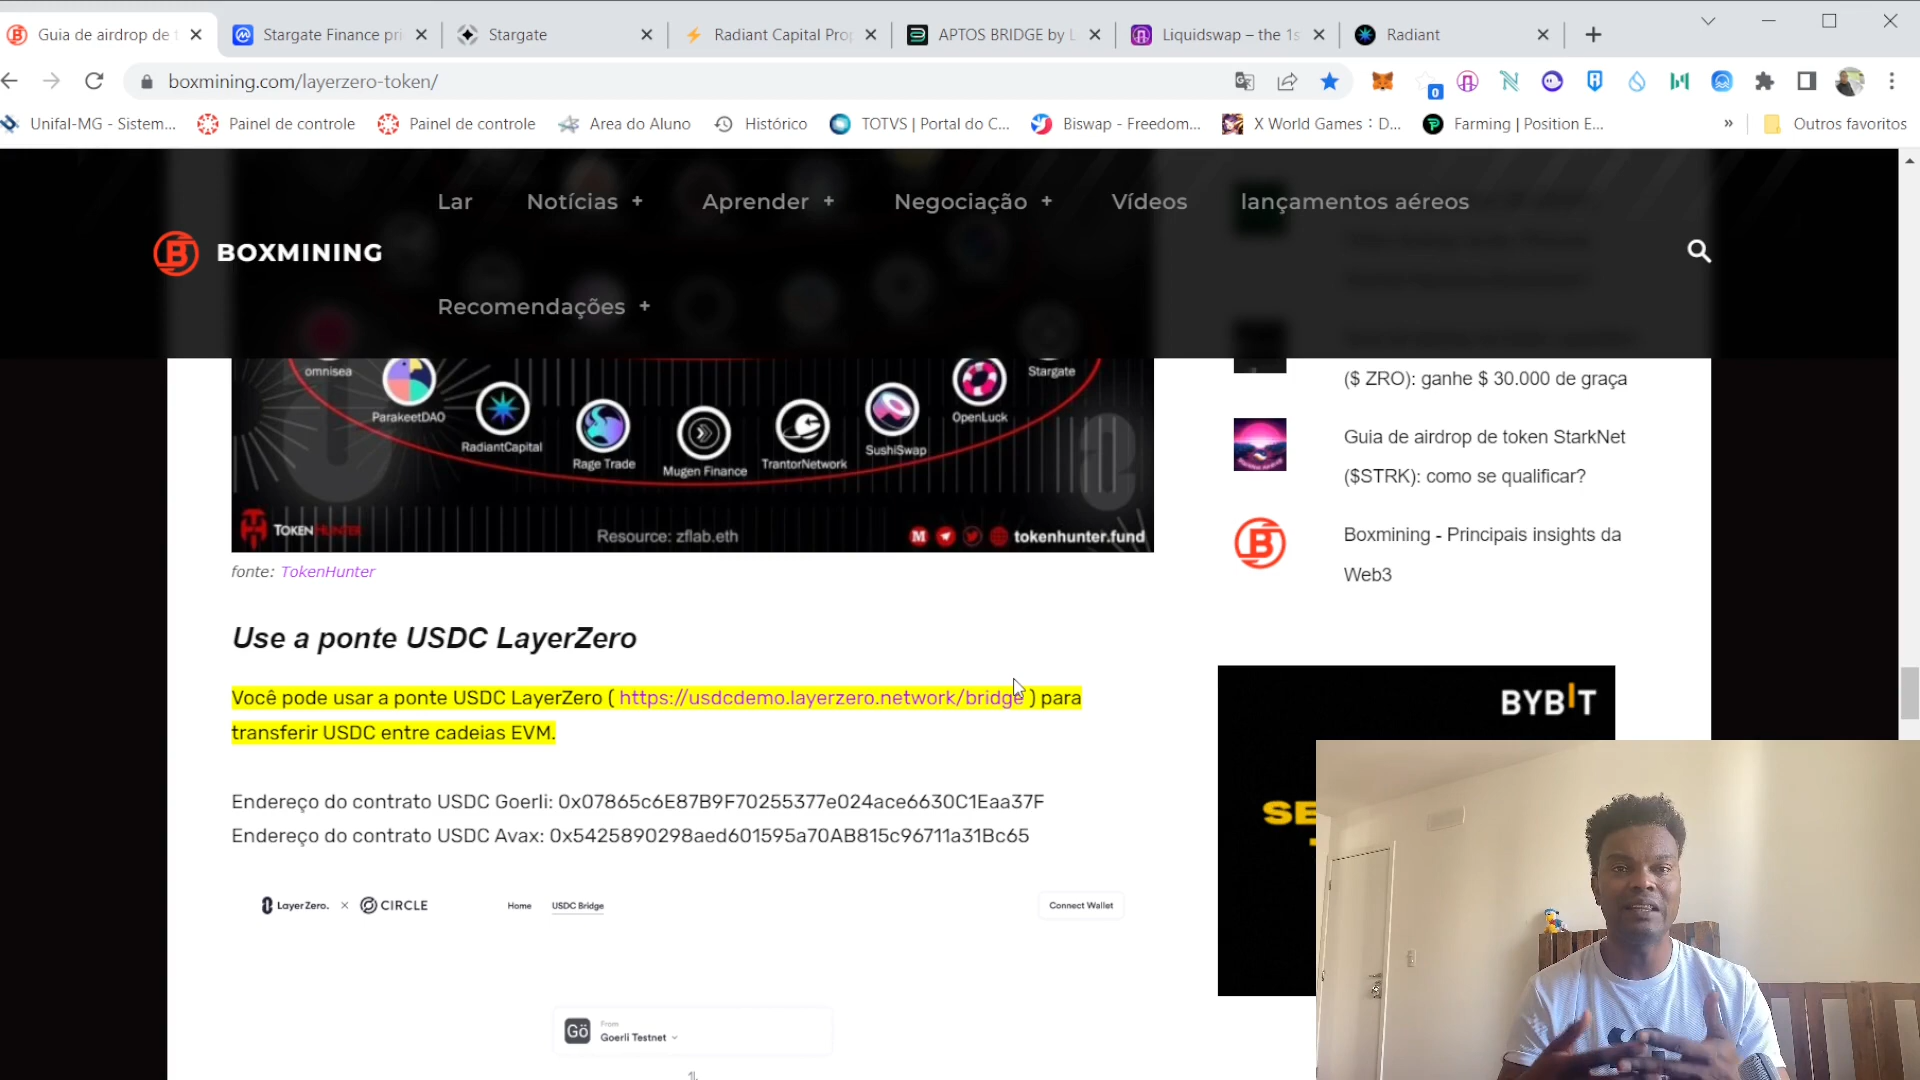 Guia de airdrop de
Stargate Finance pri
Stargate
Radiant Capital Pro
APTOS BRIDGE by L
Liquidswap – the 1s
Radiant
boxmining.com/layerzero-token/
0
Unifal-MG - Sistem...
Painel de controle
Painel de controle
Area do Aluno
Histórico
TOTVS | Portal do C...
Biswap - Freedom...
X World Games : D...
Farming | Position E...
»
Outros favoritos
Lar
Notícias +
Aprender +
Negociação +
Vídeos
lançamentos aéreos
BOXMINING
Recomendações +
omnisea
ParakeetDAO
RadiantCapital
Rage Trade
Mugen Finance
TrantorNetwork
SushiSwap
OpenLuck
Stargate
TOKEN HUNTER
Resource: zflab.eth
tokenhunter.fund
fonte: TokenHunter
($ ZRO): ganhe $ 30.000 de graça
Guia de airdrop de token StarkNet
($STRK): como se qualificar?
Boxmining - Principais insights da
Web3
Use a ponte USDC LayerZero
Você pode usar a ponte USDC LayerZero ( https://usdcdemo.layerzero.network/bridge ) para
transferir USDC entre cadeias EVM.
Endereço do contrato USDC Goerli: 0x07865c6E87B9F70255377e024ace6630C1Eaa37F
Endereço do contrato USDC Avax: 0x5425890298aed601595a70AB815c96711a31Bc65
BYBIT
SE
LayerZero. × CIRCLE
Home
USDC Bridge
Connect Wallet
Gö
From
Goerli Testnet